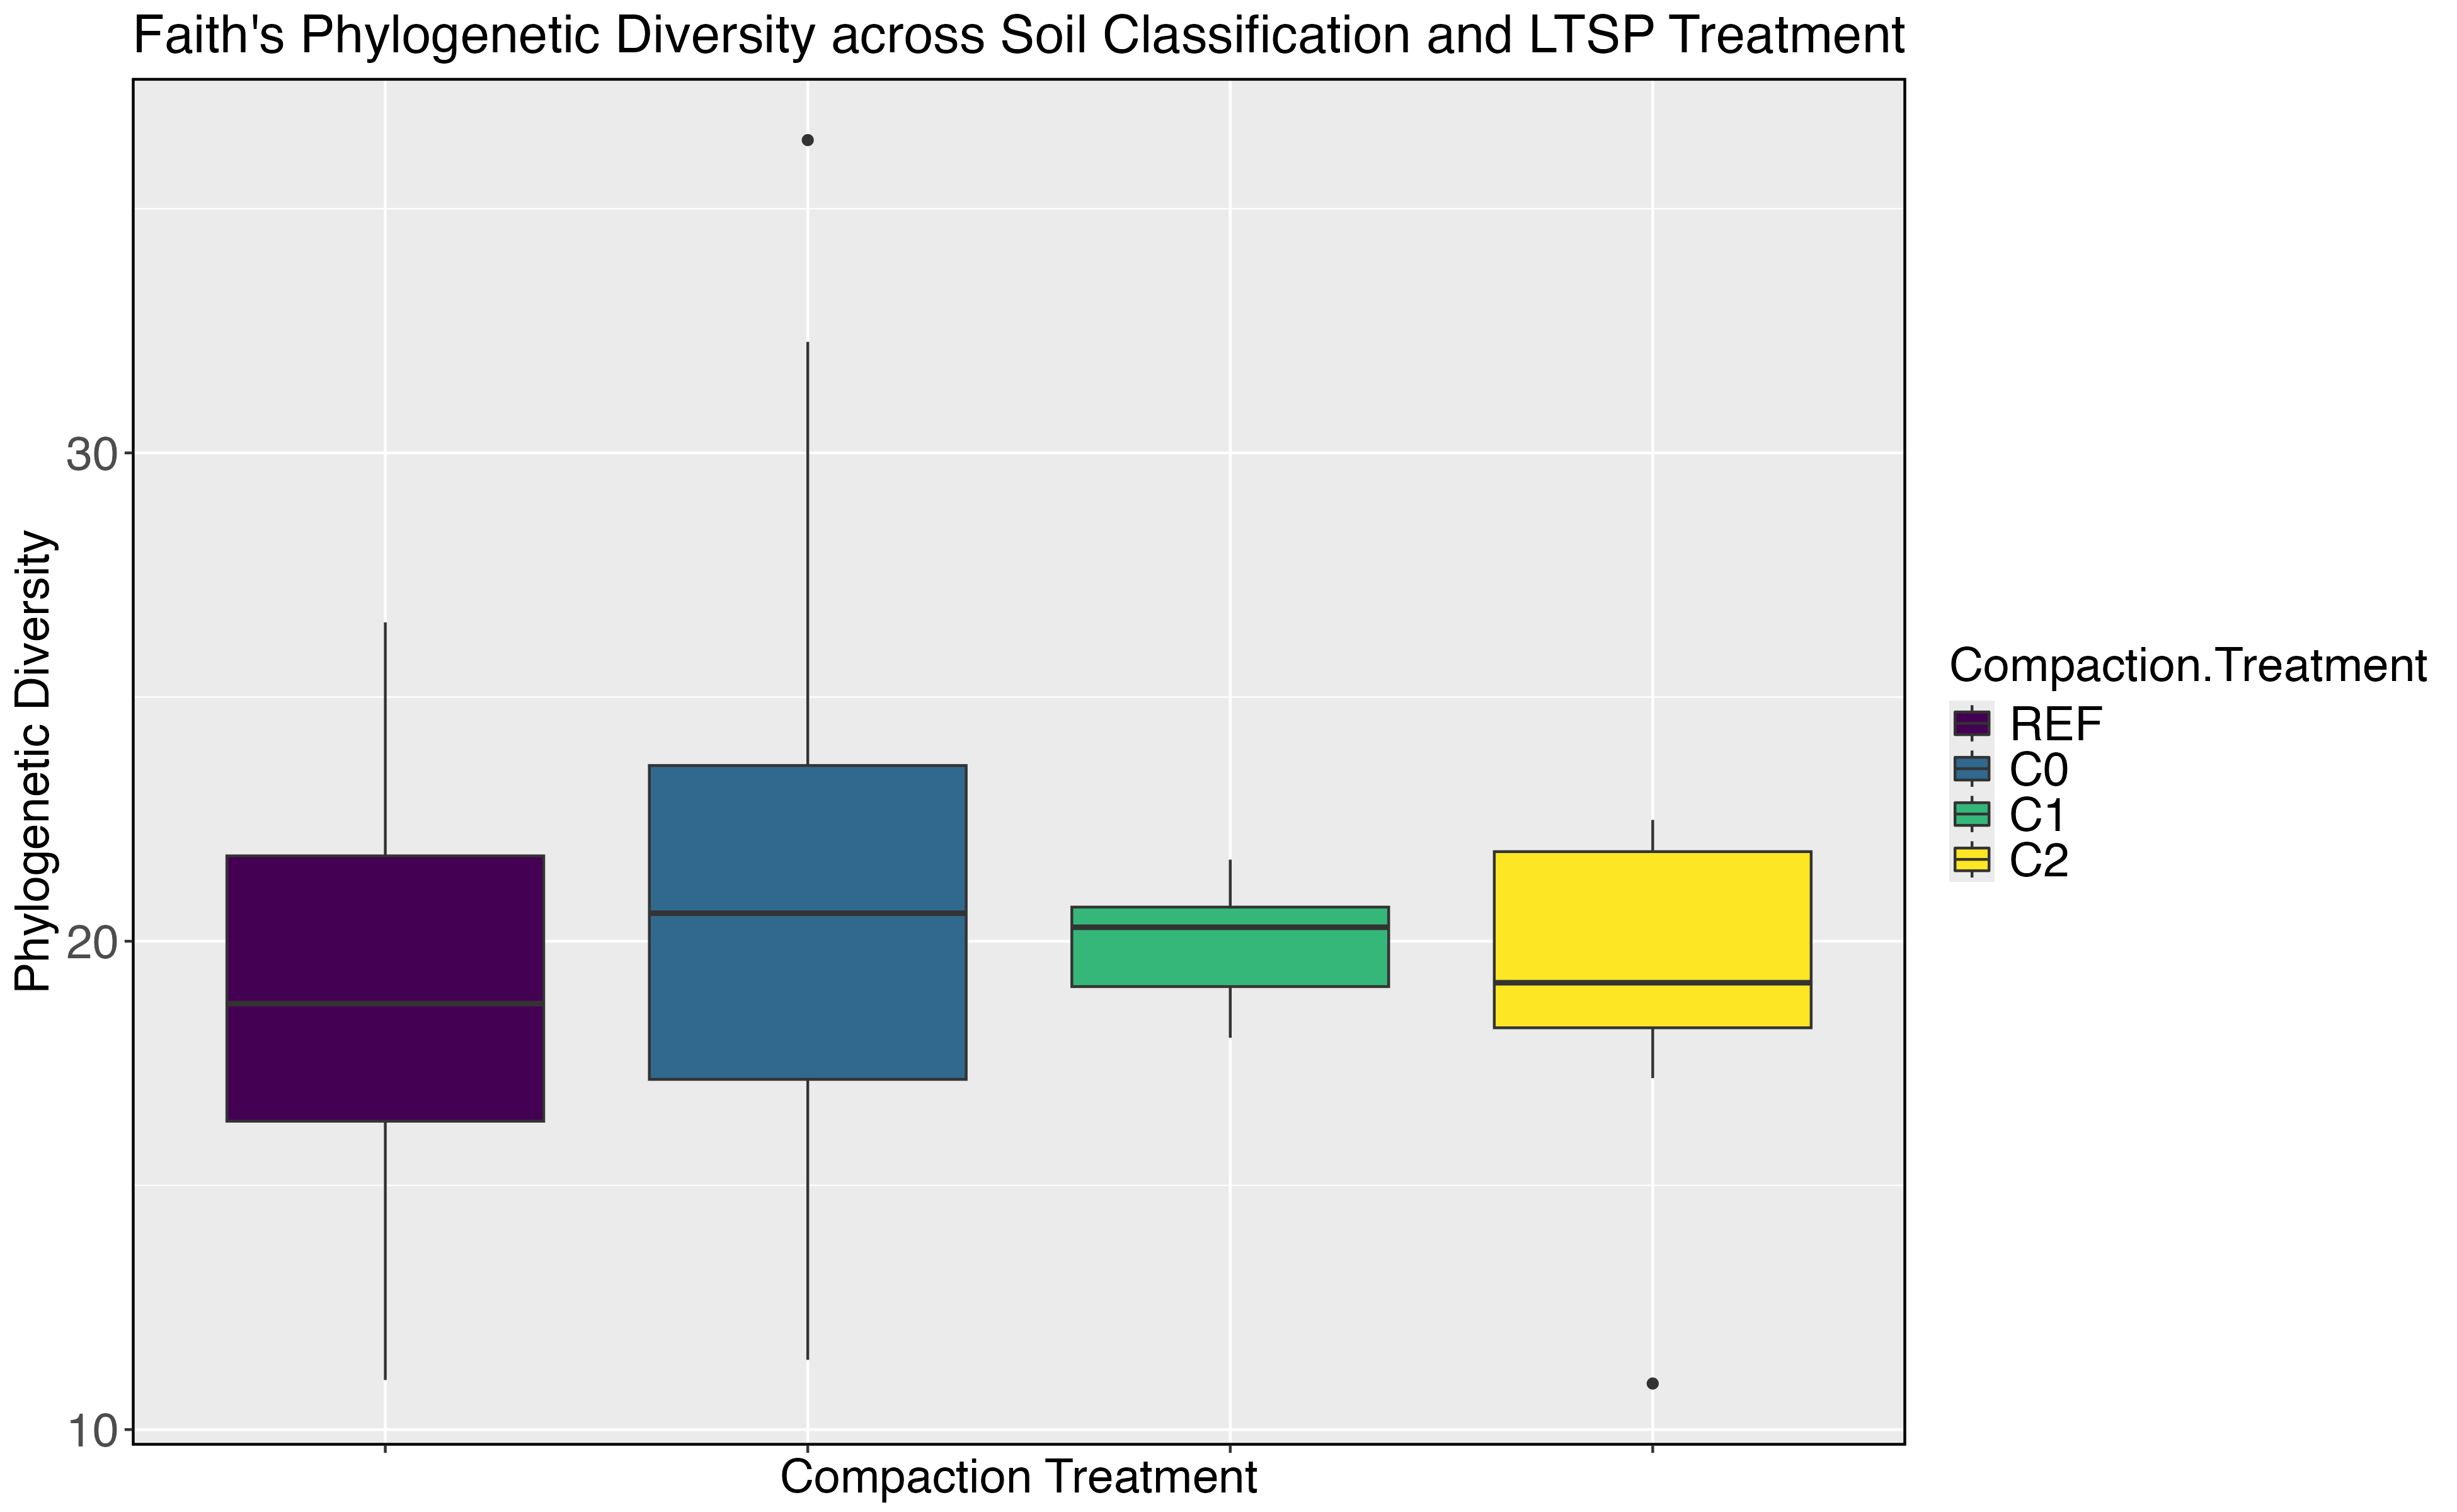 Faith's Phylogenetic Diversity across Soil Classification and LTSP Treatment
Phylogenetic Diversity
30
20
10
Compaction Treatment
Compaction.Treatment
REF
C0
C1
C2